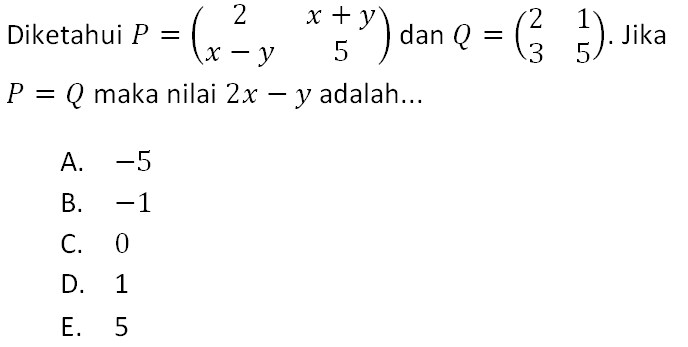 Diketahui P = (2 x + y; x − y 5) dan Q = (2 1; 3 5). Jika
P = Q maka nilai 2x − y adalah...
A. −5
B. −1
C. 0
D. 1
E. 5